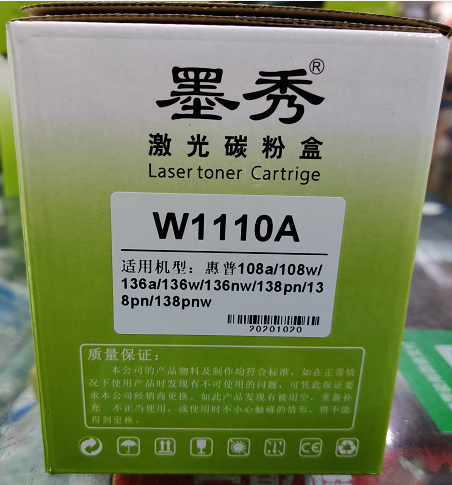 墨秀®
激光碳粉盒
Laser toner Cartrige
W1110A
适用机型：惠普108a/108w/
136a/136w/136nw/138pn/13
8pn/138pnw
20201020
质量保证：
本公司的产品物料及制作均符合标准，如在正常情
况下使用产品时发现有不可使用的问题，可凭此保证要
求本公司经销商更换。如此产品发现有被用空，重新补
充 不正当使用，或使用时不小心触碰的情形，将不能
得到更换。
CE